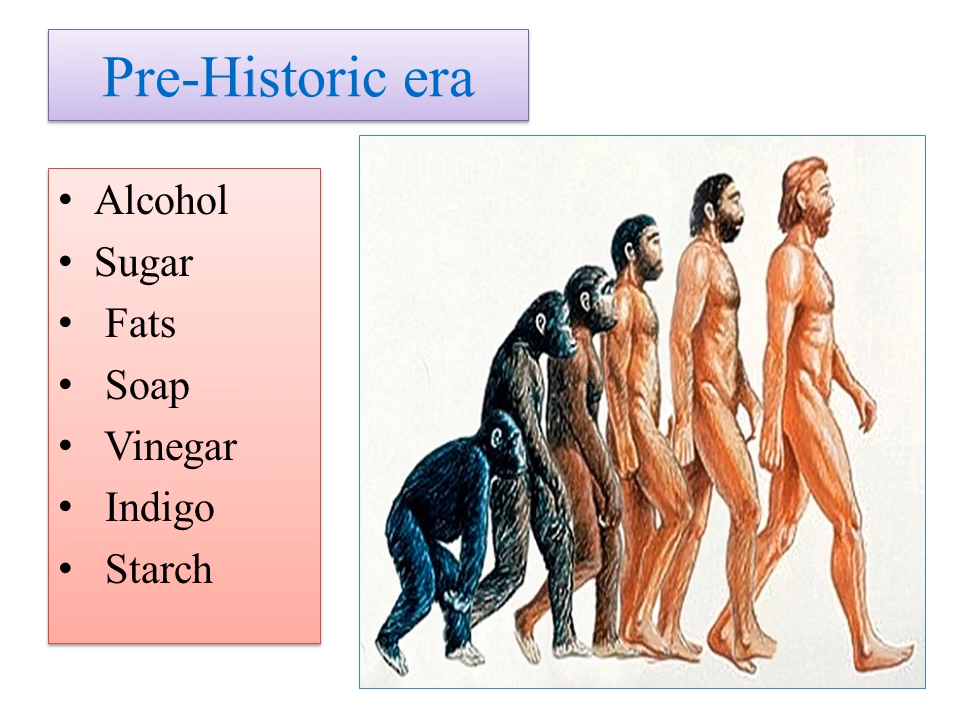 Pre-Historic era
• Alcohol
• Sugar
• Fats
• Soap
• Vinegar
• Indigo
• Starch